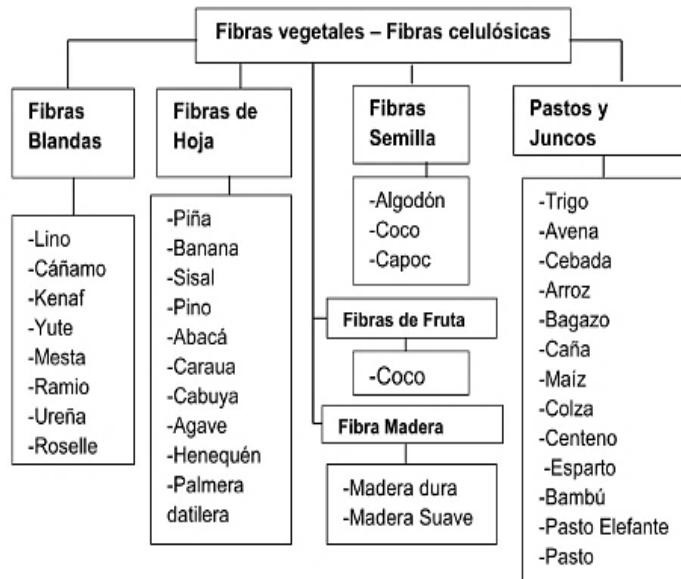 Fibras vegetales – Fibras celulósicas
Fibras
Blandas
-Lino
-Cáñamo
-Kenaf
-Yute
-Mesta
-Ramio
-Ureña
-Roselle
Fibras de
Hoja
-Piña
-Banana
-Sisal
-Pino
-Abacá
-Caraua
-Cabuya
-Agave
-Henequén
-Palmera
datilera
Fibras
Semilla
-Algodón
-Coco
-Capoc
Fibras de Fruta
-Coco
Fibra Madera
-Madera dura
-Madera Suave
Pastos y
Juncos
-Trigo
-Avena
-Cebada
-Arroz
-Bagazo
-Caña
-Maíz
-Colza
-Centeno
-Esparto
-Bambú
-Pasto Elefante
-Pasto